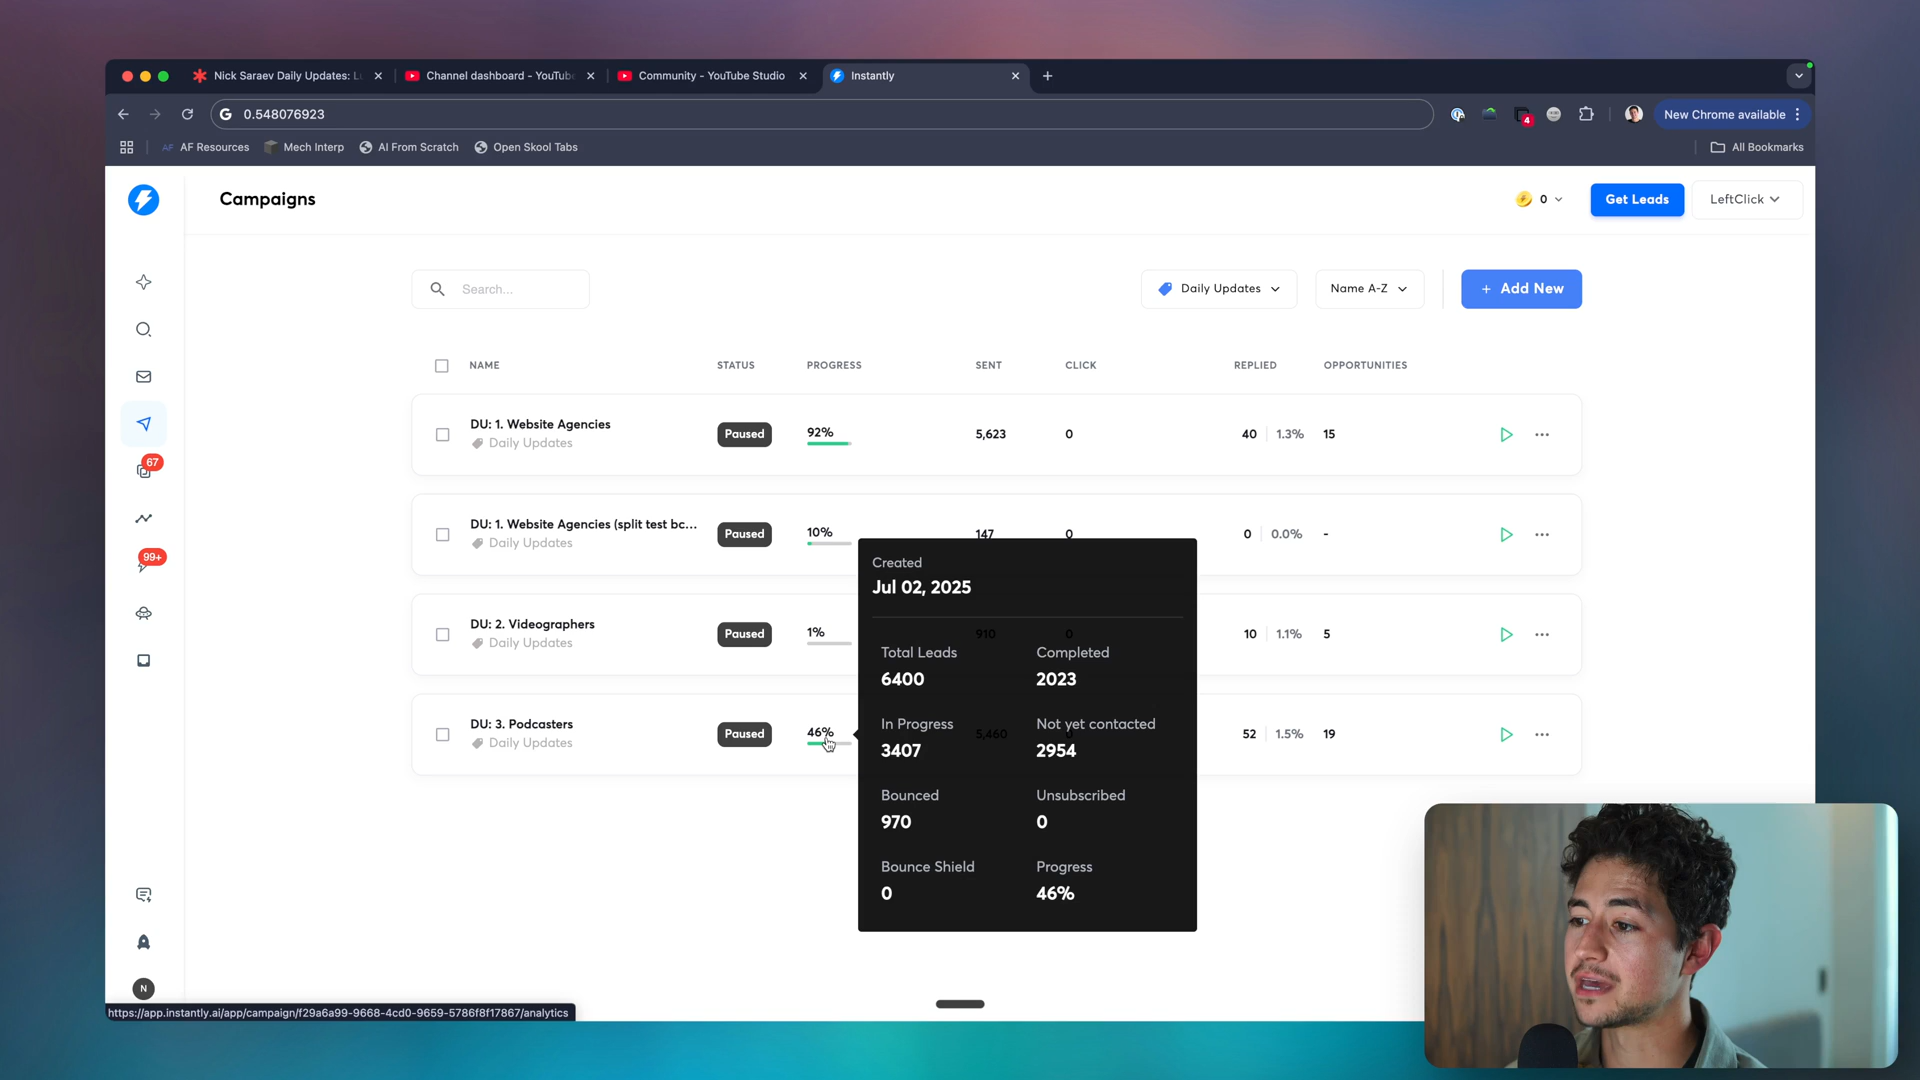 Nick Saraev Daily Updates: L
Channel dashboard - YouTube
Community - YouTube Studio
Instantly
0.548076923
4
New Chrome available
AF Resources
Mech Interp
AI From Scratch
Open Skool Tabs
All Bookmarks
Campaigns
0
Get Leads
LeftClick
Search...
Daily Updates
Name A-Z
+ Add New
NAME
STATUS
PROGRESS
SENT
CLICK
REPLIED
OPPORTUNITIES
DU: 1. Website Agencies
Daily Updates
Paused
92%
5,623
0
40
1.3%
15
67
DU: 1. Website Agencies (split test bc...
Daily Updates
Paused
10%
147
0
0
0.0%
-
99+
DU: 2. Videographers
Daily Updates
Paused
1%
910
0
10
1.1%
5
DU: 3. Podcasters
Daily Updates
Paused
46%
5,460
0
52
1.5%
19
Created
Jul 02, 2025
Total Leads
6400
Completed
2023
In Progress
3407
Not yet contacted
2954
Bounced
970
Unsubscribed
0
Bounce Shield
0
Progress
46%
N
https://app.instantly.ai/app/campaign/f29a6a99-9668-4cd0-9659-5786f8f17867/analytics